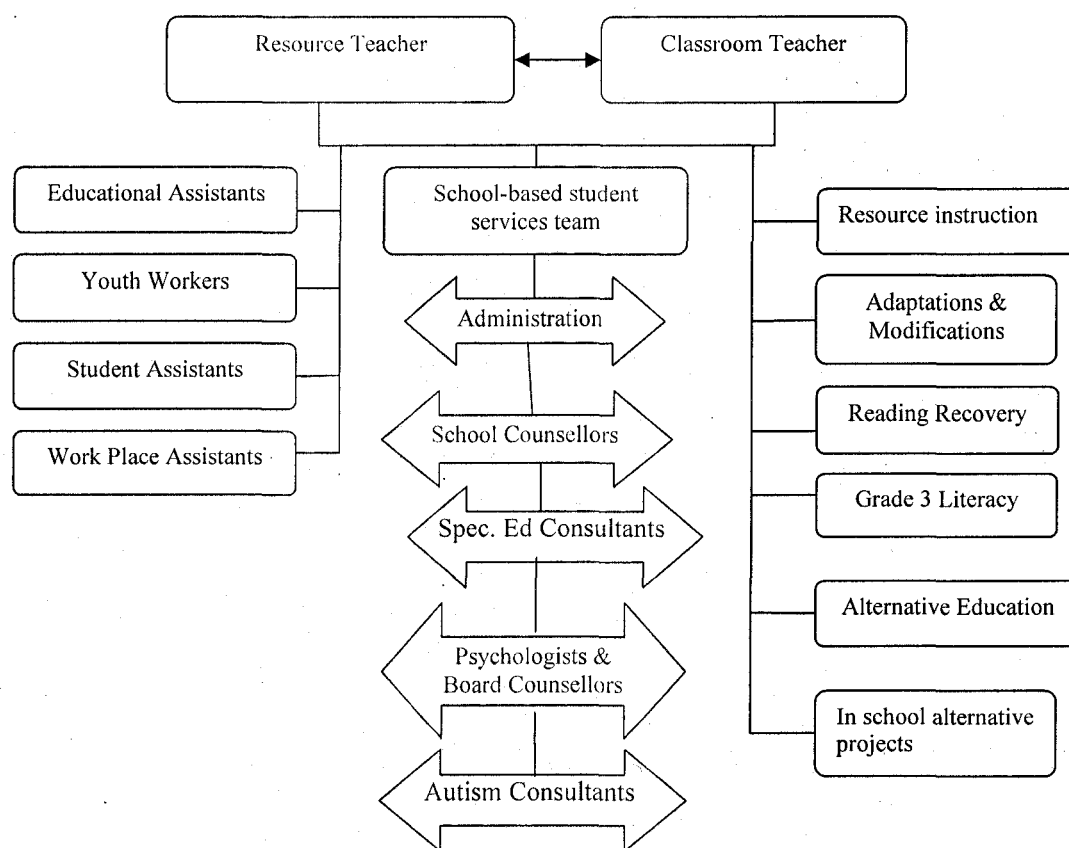 Resource Teacher
Classroom Teacher
Educational Assistants
Youth Workers
Student Assistants
Work Place Assistants
School-based student
services team
Administration
School Counsellors
Spec. Ed Consultants
Psychologists &
Board Counsellors
Autism Consultants
Resource instruction
Adaptations &
Modifications
Reading Recovery
Grade 3 Literacy
Alternative Education
In school alternative
projects